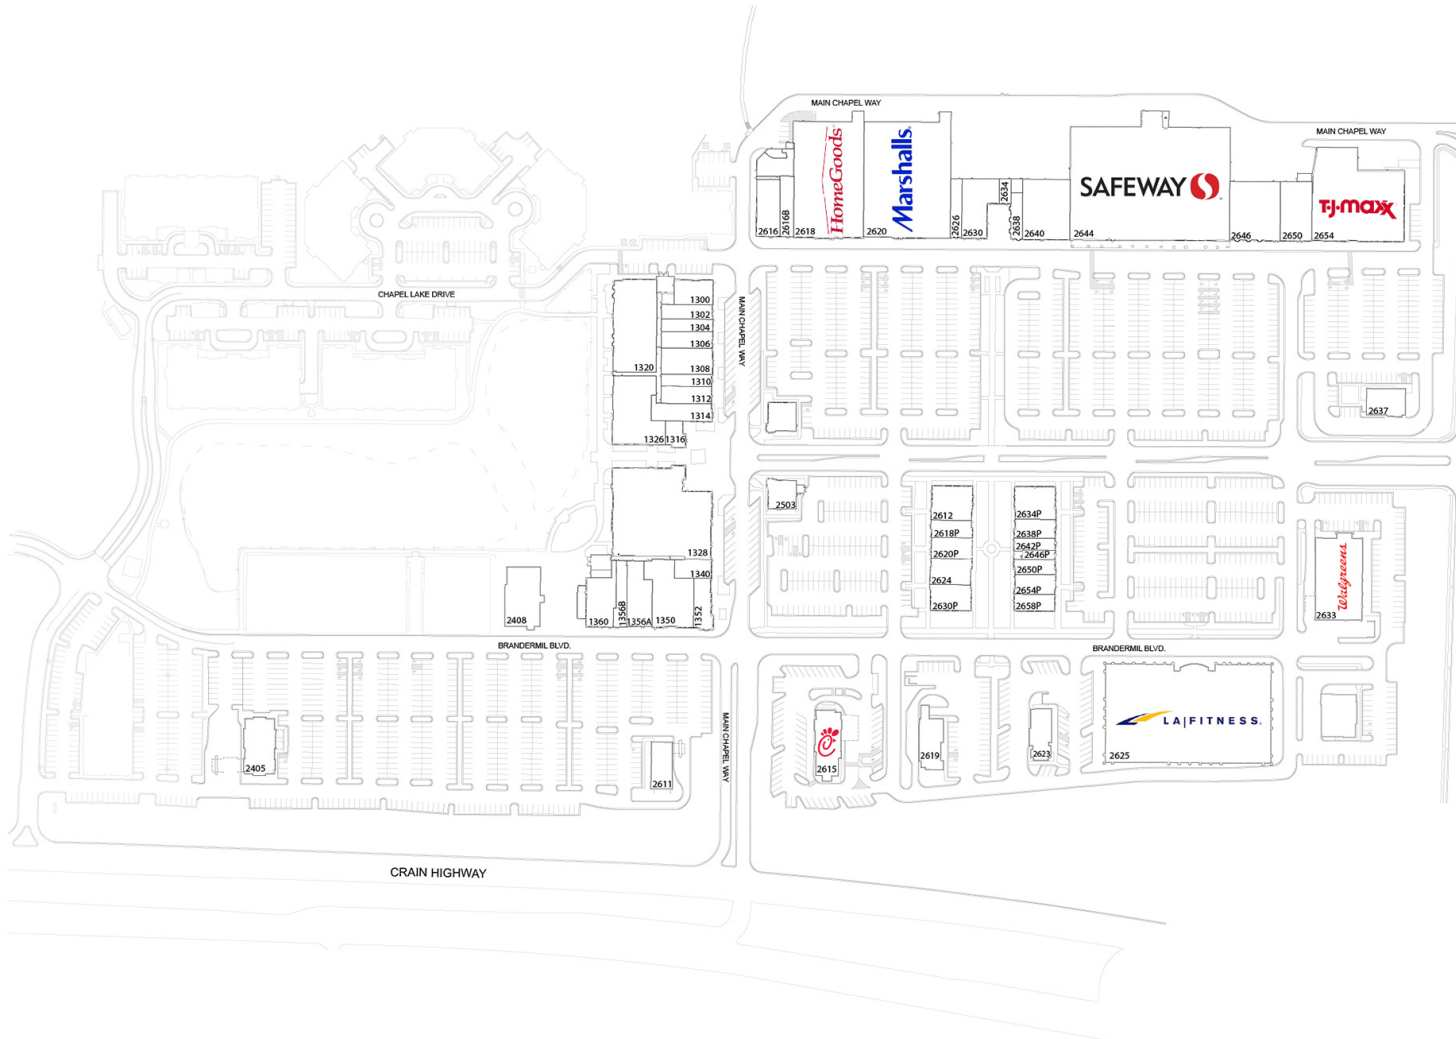 MAIN CHAPEL WAY
MAIN CHAPEL WAY
HomeGoods
Marshalls.
SAFEWAY
T·J·maxx
2616
2616B
2618
2620
2626
2630
2634
2638
2640
2644
2646
2650
2654
CHAPEL LAKE DRIVE
MAIN CHAPEL WAY
1300
1302
1304
1306
1320
1308
1310
1312
1314
1326
1316
2637
2503
2612
2618P
2620P
2624
2630P
2634P
2638P
2642P
2646P
2650P
2654P
2658P
1328
1340
1352
1360
1356B
1356A
1350
2408
Walgreens
2633
BRANDERMIL BLVD.
BRANDERMIL BLVD.
LA|FITNESS.
2625
2405
2611
MAIN CHAPEL WAY
2615
2619
2623
CRAIN HIGHWAY